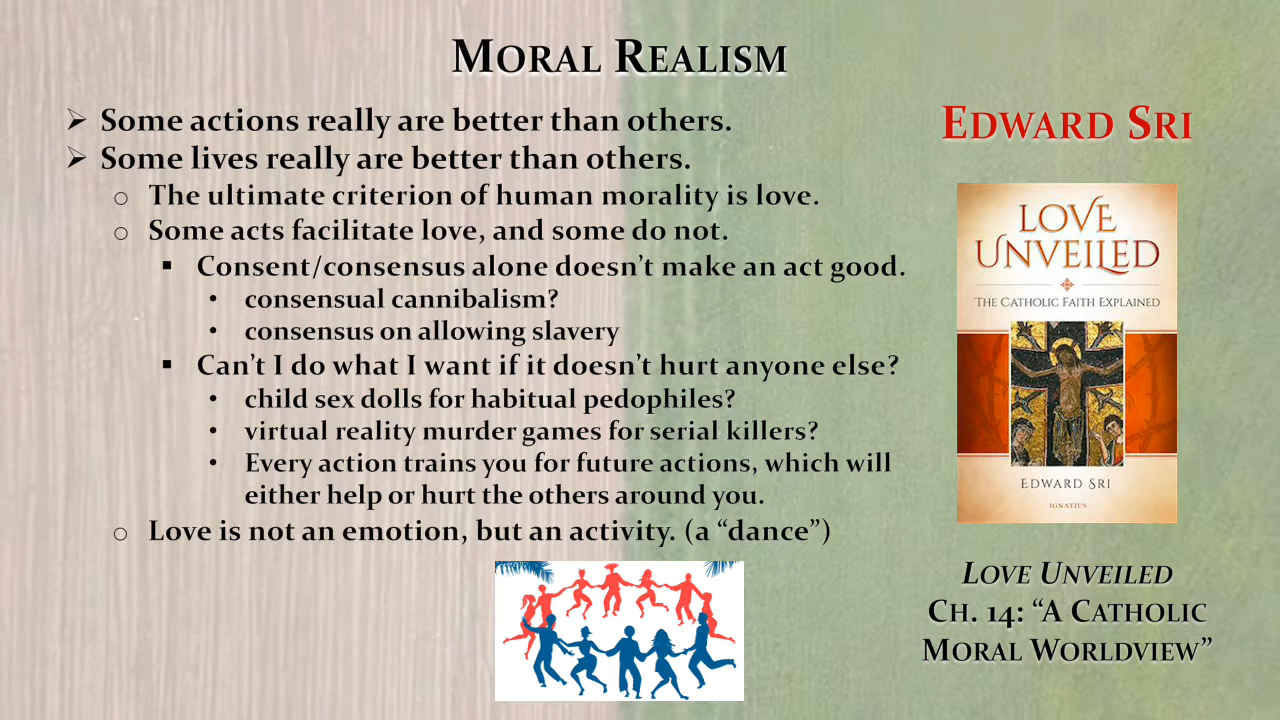 MORAL REALISM
➢ Some actions really are better than others.
➢ Some lives really are better than others.
o The ultimate criterion of human morality is love.
o Some acts facilitate love, and some do not.
▪ Consent/consensus alone doesn’t make an act good.
• consensual cannibalism?
• consensus on allowing slavery
▪ Can’t I do what I want if it doesn’t hurt anyone else?
• child sex dolls for habitual pedophiles?
• virtual reality murder games for serial killers?
• Every action trains you for future actions, which will
either help or hurt the others around you.
o Love is not an emotion, but an activity. (a “dance”)
EDWARD SRI
LOVE
UNVEILED
THE CATHOLIC FAITH EXPLAINED
EDWARD SRI
IGNATIUS
LOVE UNVEILED
CH. 14: “A CATHOLIC
MORAL WORLDVIEW”